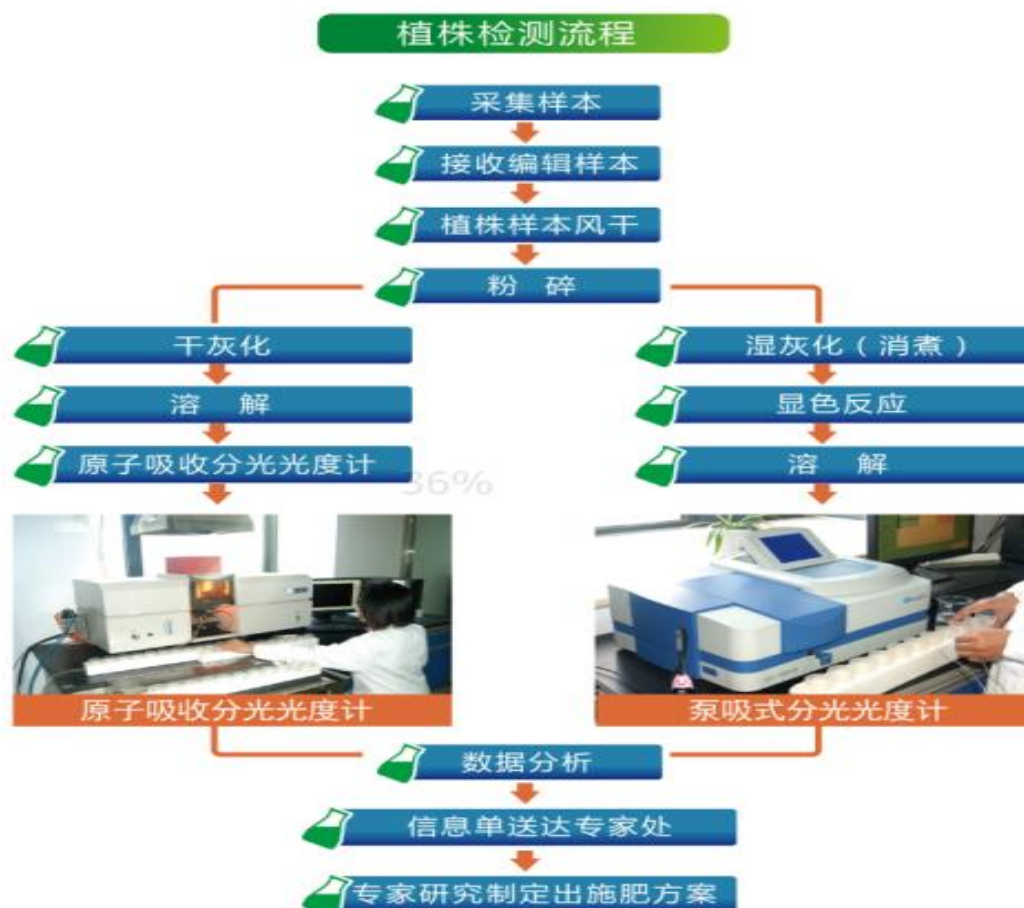 植株检测流程
采集样本
接收编辑样本
植株样本风干
粉 碎
干灰化
溶 解
原子吸收分光光度计
湿灰化（消煮）
显色反应
溶 解
36%
原子吸收分光光度计
泵吸式分光光度计
数据分析
信息单送达专家处
专家研究制定出施肥方案